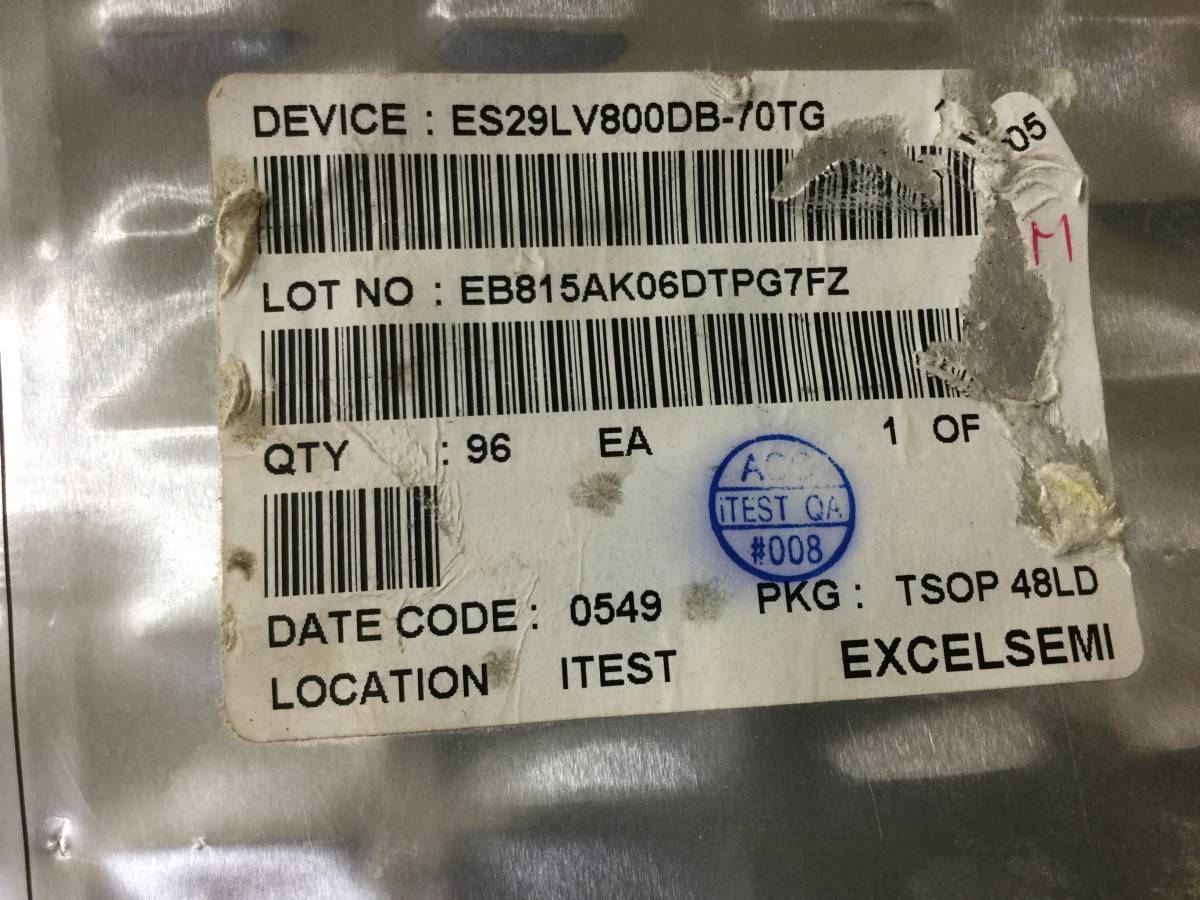 DEVICE : ES29LV800DB-70TG
05
M
LOT NO : EB815AK06DTPG7FZ
QTY : 96 EA 1 OF
iTEST QA
#008
DATE CODE : 0549 PKG : TSOP 48LD
LOCATION ITEST EXCELSEMI